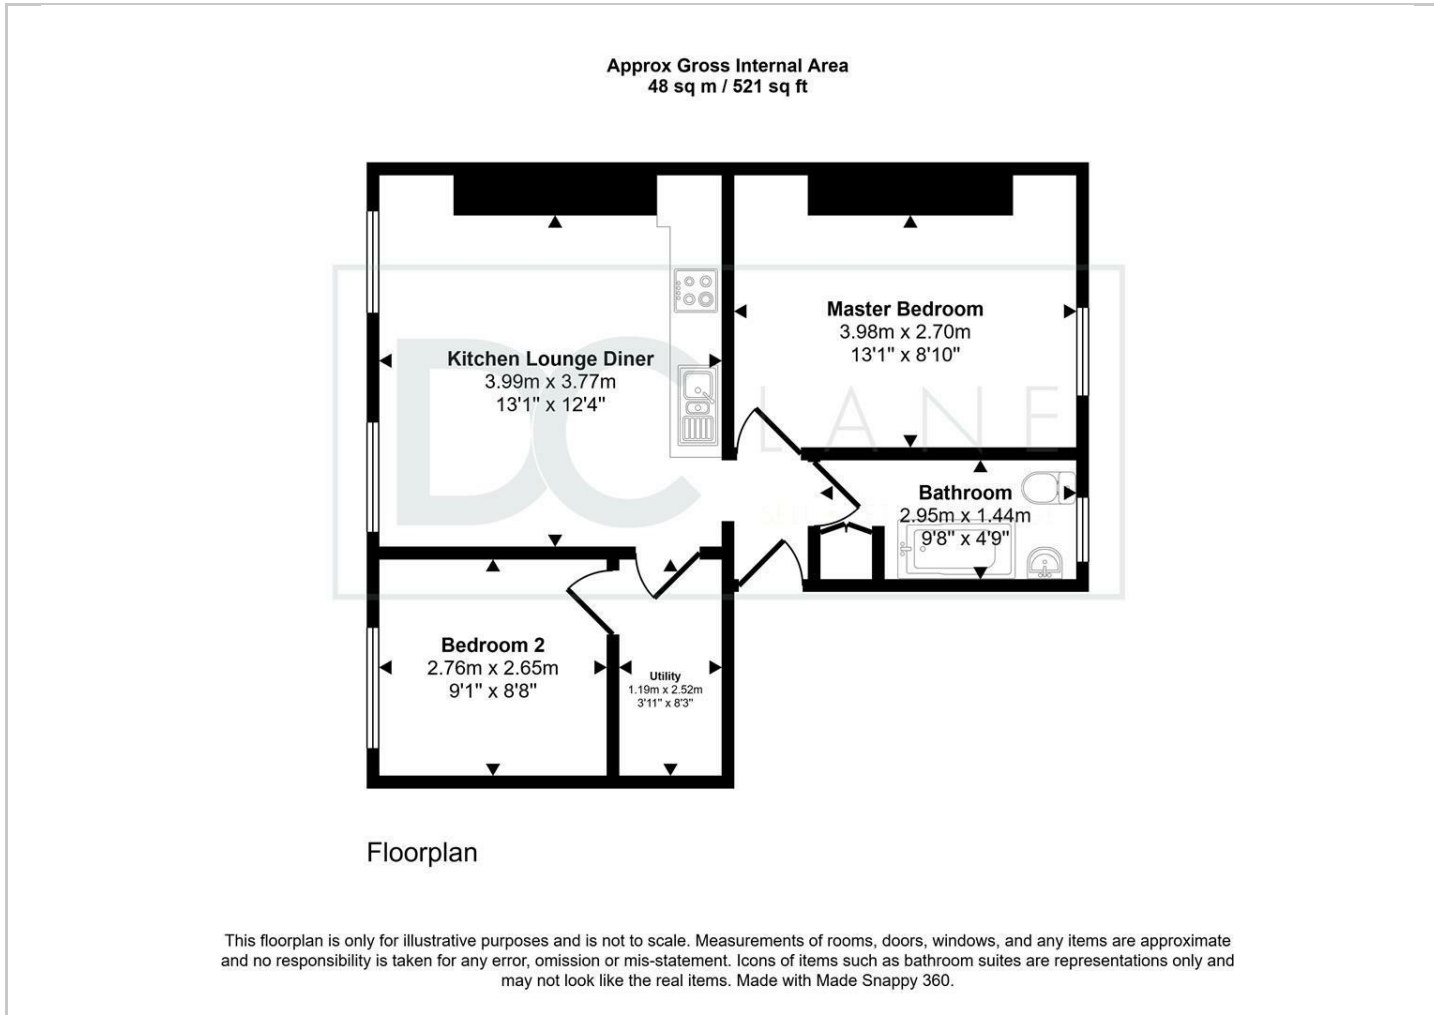 Approx Gross Internal Area
48 sq m / 521 sq ft
Kitchen Lounge Diner
3.99m x 3.77m
13'1" x 12'4"
Master Bedroom
3.98m x 2.70m
13'1" x 8'10"
DC
LANE
Bathroom
2.95m x 1.44m
9'8" x 4'9"
Bedroom 2
2.76m x 2.65m
9'1" x 8'8"
Utility
1.19m x 2.52m
3'11" x 8'3"
Floorplan
This floorplan is only for illustrative purposes and is not to scale. Measurements of rooms, doors, windows, and any items are approximate
and no responsibility is taken for any error, omission or mis-statement. Icons of items such as bathroom suites are representations only and
may not look like the real items. Made with Made Snappy 360.